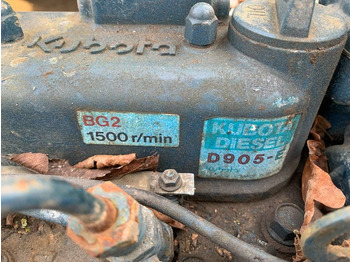 Kubota
BG2
1500 r/min
KUBOTA
DIESEL
D905-E